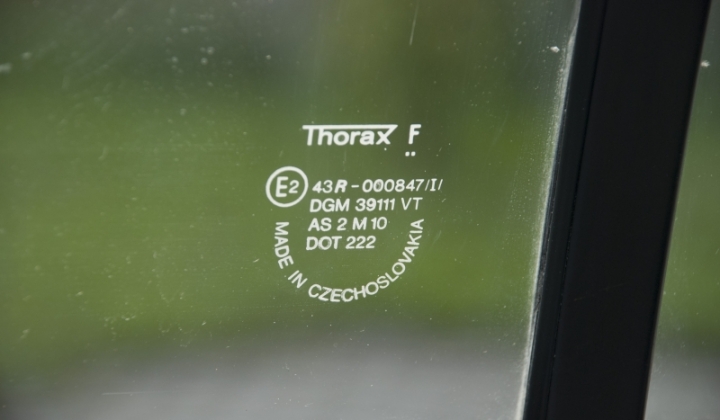 Thorax F
E2 43R-000847/I/
DGM 39111 VT
AS 2 M 10
DOT 222
MADE IN CZECHOSLOVAKIA